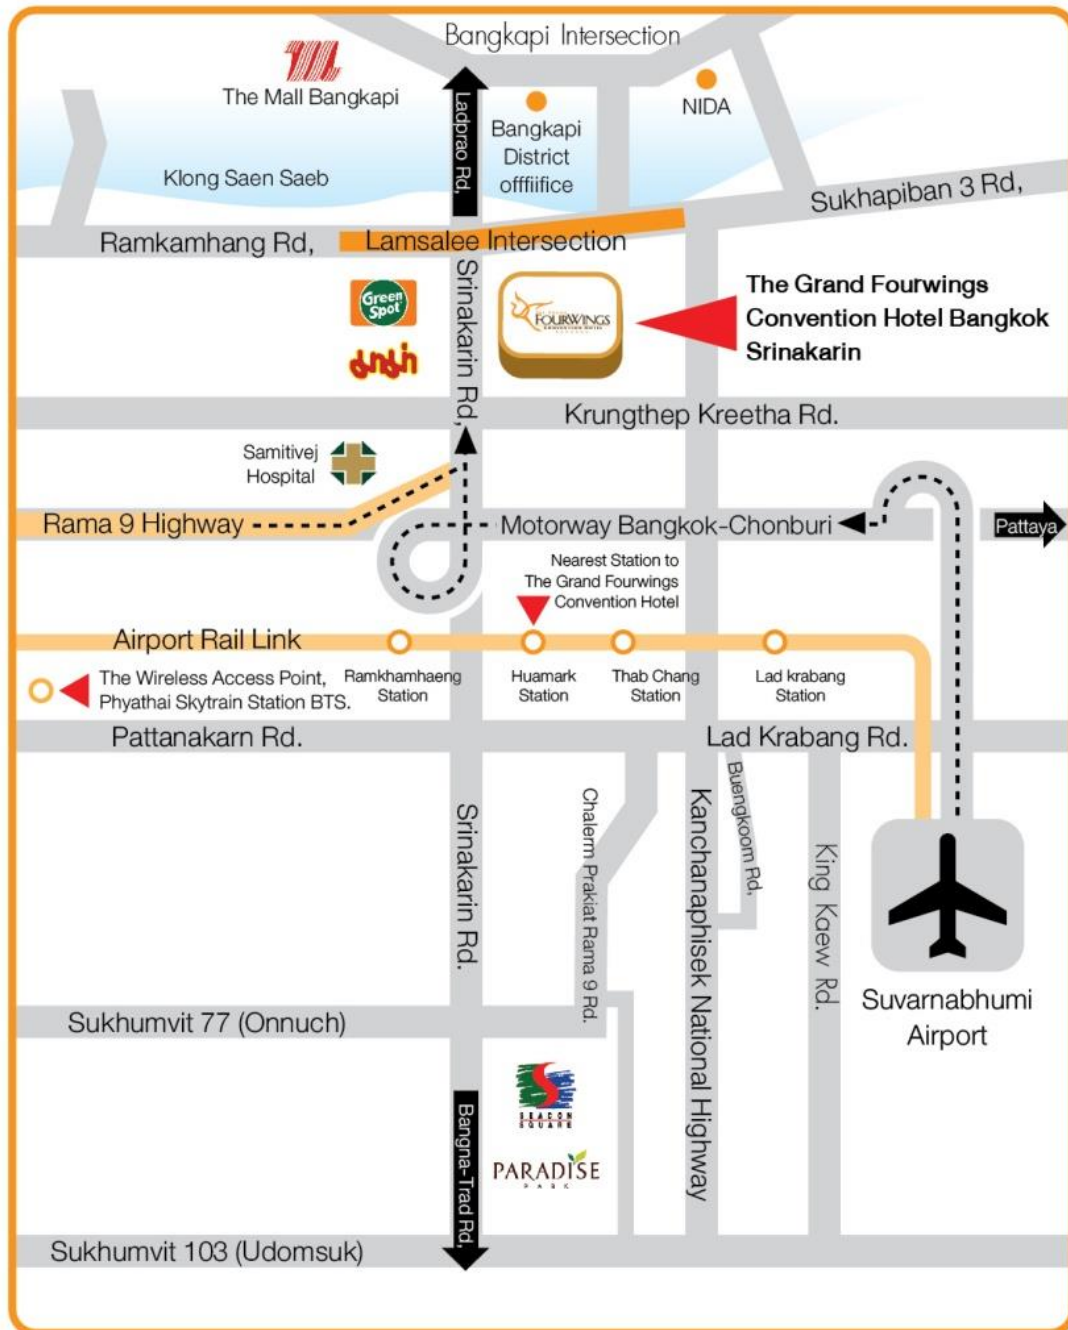 Bangkapi Intersection
The Mall Bangkapi
Ladprao Rd,
Bangkapi
District
offfiifice
NIDA
Klong Saen Saeb
Sukhapiban 3 Rd,
Ramkamhang Rd,
Lamsalee Intersection
Srinakarin Rd,
Green
Spot
FOURWINGS
CONVENTION HOTEL
The Grand Fourwings
Convention Hotel Bangkok
Srinakarin
Krungthep Kreetha Rd.
Samitivej
Hospital
Rama 9 Highway
Motorway Bangkok-Chonburi
Pattaya
Nearest Station to
The Grand Fourwings
Convention Hotel
Airport Rail Link
The Wireless Access Point,
Phyathai Skytrain Station BTS.
Ramkhamhaeng
Station
Huamark
Station
Thab Chang
Station
Lad krabang
Station
Pattanakarn Rd.
Lad Krabang Rd.
Srinakarin Rd.
Chalerm Prakiat Rama 9 Rd.
Kanchanaphisek National Highway
Buengkoom Rd,
King Kaew Rd.
Suvarnabhumi
Airport
Sukhumvit 77 (Onnuch)
SEACON
SQUARE
PARADISE
PARK
Bangna-Trad Rd,
Sukhumvit 103 (Udomsuk)